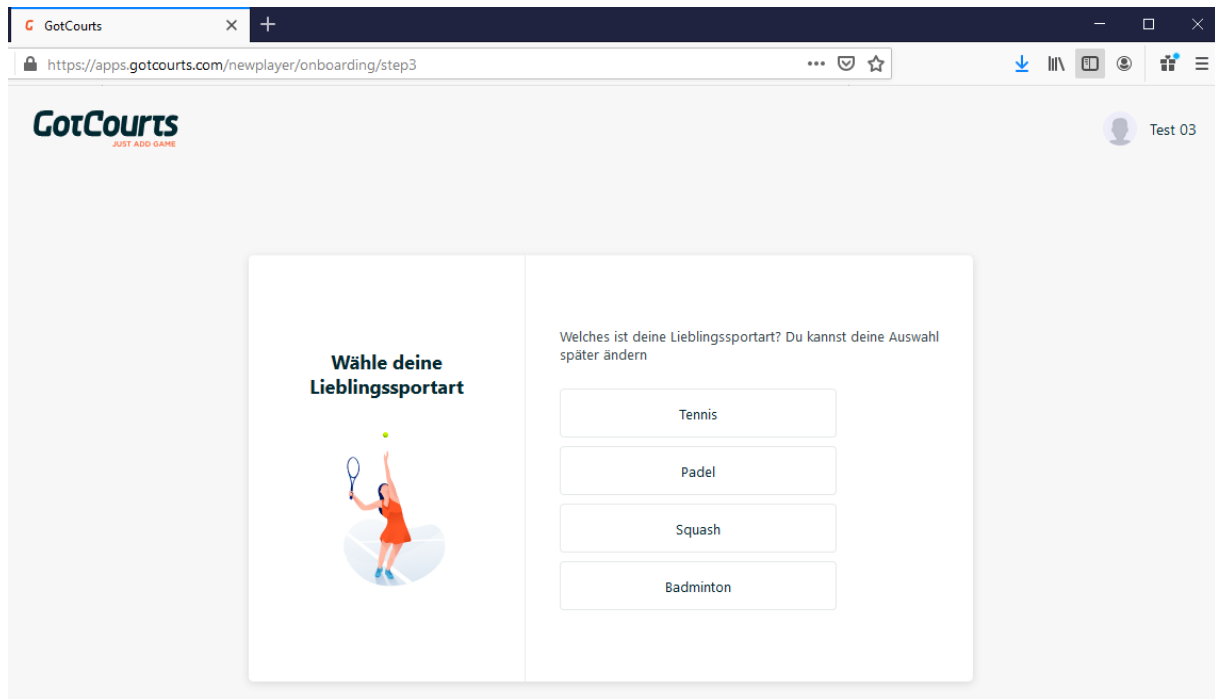 GotCourts
https://apps.gotcourts.com/newplayer/onboarding/step3
GOTCOURTS
JUST ADD GAME
Test 03
Wähle deine
Lieblingssportart
Welches ist deine Lieblingssportart? Du kannst deine Auswahl
später ändern
Tennis
Padel
Squash
Badminton